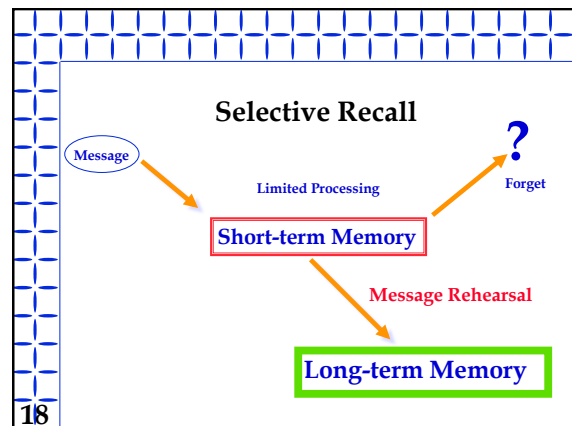 Selective Recall
?
Message
Limited Processing
Forget
Short-term Memory
Message Rehearsal
Long-term Memory
18